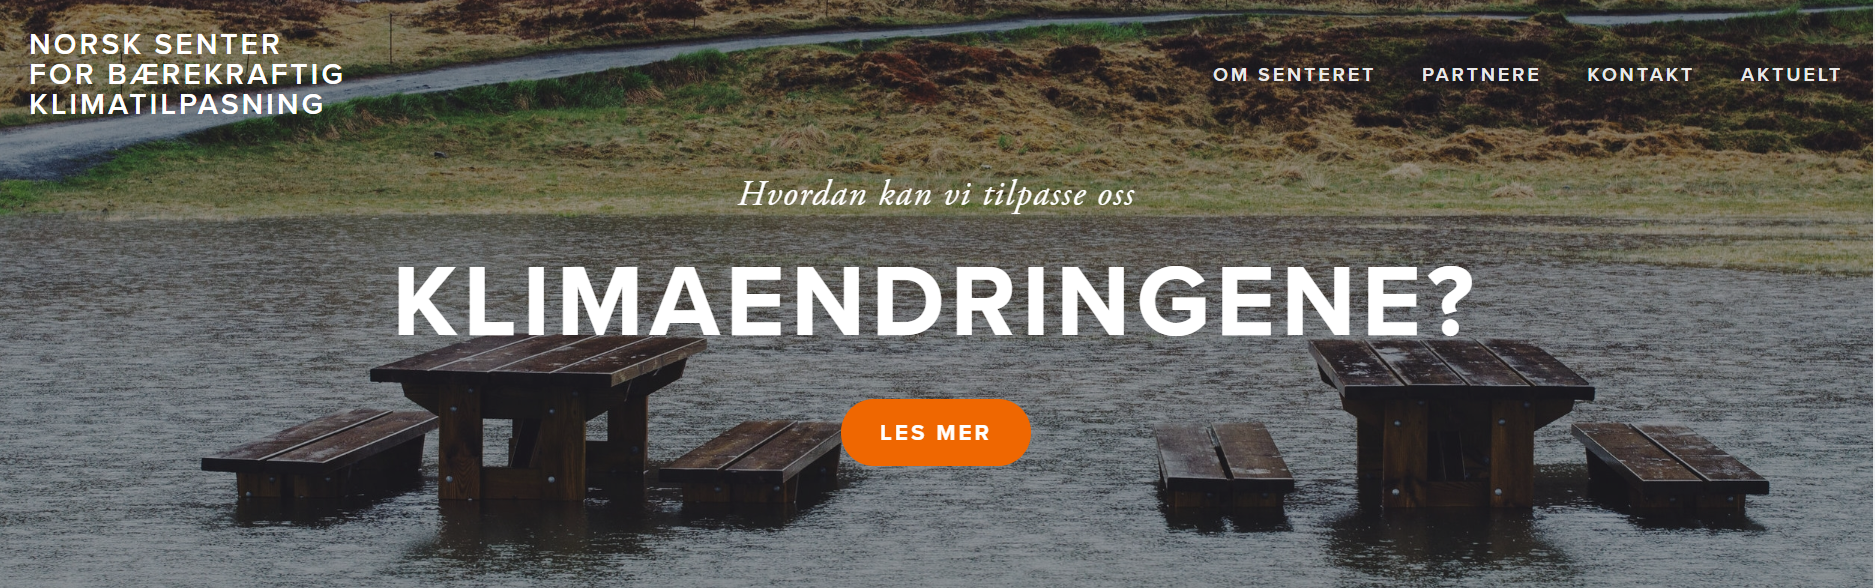 NORSK SENTER
FOR BÆREKRAFTIG
KLIMATILPASNING
OM SENTERET PARTNERE KONTAKT AKTUELT
Hvordan kan vi tilpasse oss
KLIMAENDRINGENE?
LES MER